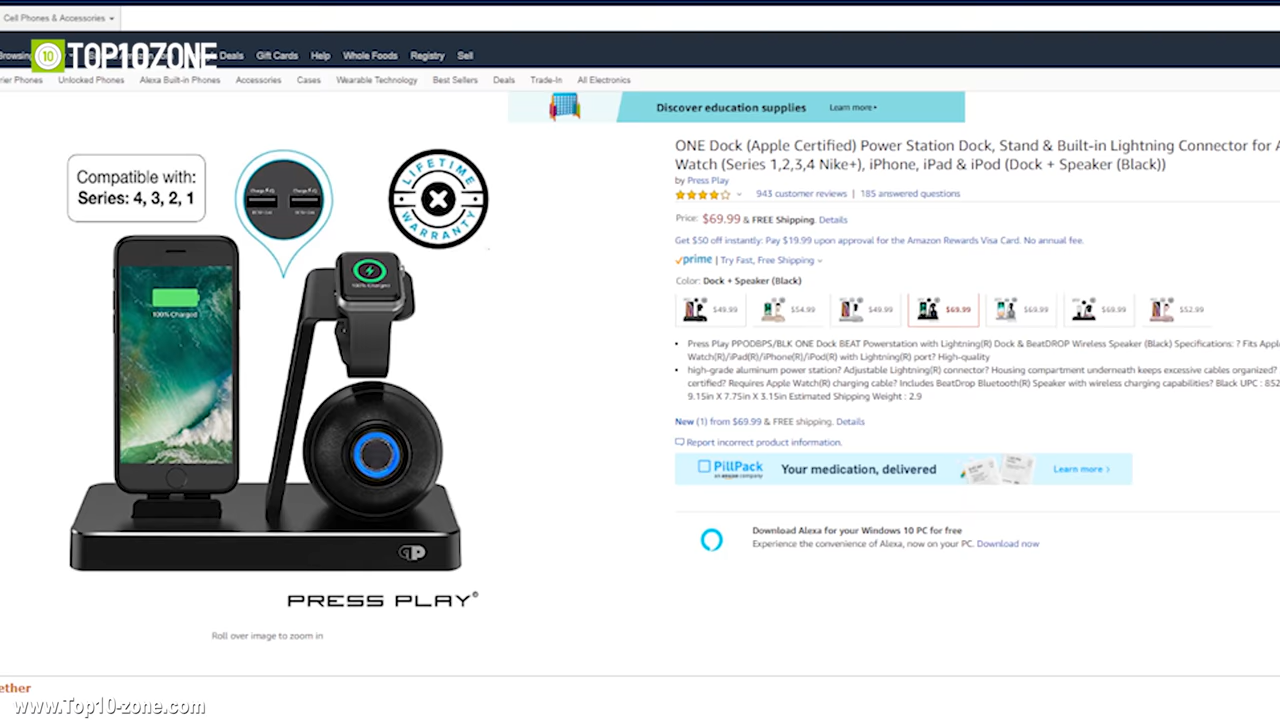 Cell Phones & Accessories
TOP10ZONE
10
Deals Gift Cards Help Whole Foods Registry Sell
Phones Unlocked Phones Alexa Built-in Phones Accessories Cases Wearable Technology Best Sellers Deals Trade-In All Electronics
Discover education supplies Learn more
ONE Dock (Apple Certified) Power Station Dock, Stand & Built-in Lightning Connector for
Watch (Series 1,2,3,4 Nike+), iPhone, iPad & iPod (Dock + Speaker (Black))
by Press Play
943 customer reviews | 185 answered questions
Price: $69.99 & FREE Shipping. Details
Get $50 off instantly: Pay $19.99 upon approval for the Amazon Rewards Visa Card. No annual fee.
prime | Try Fast, Free Shipping
Color: Dock + Speaker (Black)
$49.99 $54.99 $49.99 $69.99 $69.99 $69.99 $52.99
Press Play PPODBPS/BLK ONE Dock BEAT Powerstation with Lightning(R) Dock & BeatDROP Wireless Speaker (Black) Specifications: ? Fits
Watch(R)/iPad(R)/iPhone(R)/iPod(R) with Lightning(R) port? High-quality
high-grade aluminum power station? Adjustable Lightning(R) connector? Housing compartment underneath keeps excessive cables organized?
certified? Requires Apple Watch(R) charging cable? Includes BeatDrop Bluetooth(R) Speaker with wireless charging capabilities? Black UPC :
9.15in X 7.75in X 3.15in Estimated Shipping Weight : 2.9
New (1) from $69.99 & FREE shipping. Details
Report incorrect product information.
PillPack Your medication, delivered Learn more
an amazon company
Download Alexa for your Windows 10 PC for free
Experience the convenience of Alexa, now on your PC. Download now
Compatible with:
Series: 4, 3, 2, 1
LIFETIME
WARRANTY
100% Charged
100% Charged
PRESS PLAY®
Roll over image to zoom in
www.Top10-zone.com